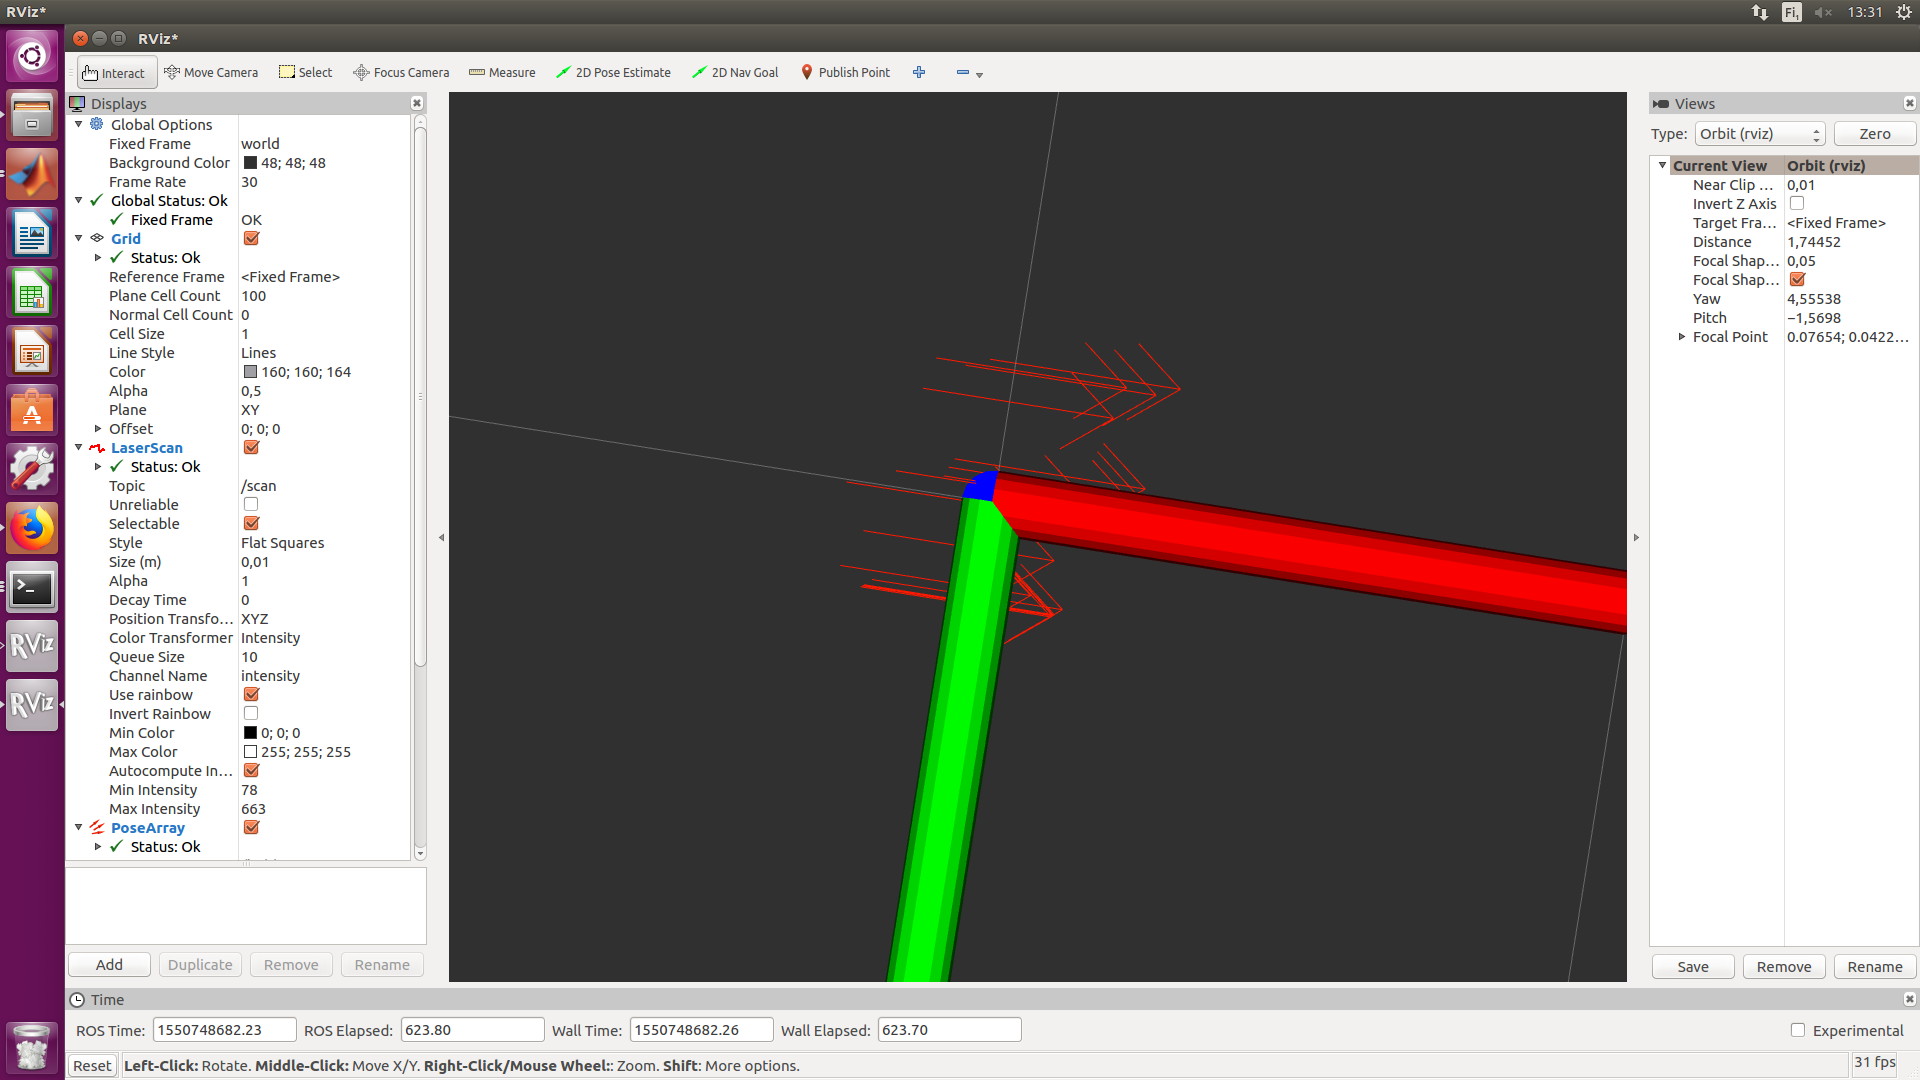 RViz*
Fi1
13:31
RViz*
Interact
Move Camera
Select
Focus Camera
Measure
2D Pose Estimate
2D Nav Goal
Publish Point
Displays
Global Options
Fixed Frame world
Background Color 48; 48; 48
Frame Rate 30
Global Status: Ok
Fixed Frame OK
Grid
Status: Ok
Reference Frame <Fixed Frame>
Plane Cell Count 100
Normal Cell Count 0
Cell Size 1
Line Style Lines
Color 160; 160; 164
Alpha 0,5
Plane XY
Offset 0; 0; 0
LaserScan
Status: Ok
Topic /scan
Unreliable
Selectable
Style Flat Squares
Size (m) 0,01
Alpha 1
Decay Time 0
Position Transfo... XYZ
Color Transformer Intensity
Queue Size 10
Channel Name intensity
Use rainbow
Invert Rainbow
Min Color 0; 0; 0
Max Color 255; 255; 255
Autocompute In...
Min Intensity 78
Max Intensity 663
PoseArray
Status: Ok
Add
Duplicate
Remove
Rename
Views
Type: Orbit (rviz) Zero
Current View Orbit (rviz)
Near Clip ... 0,01
Invert Z Axis
Target Fra... <Fixed Frame>
Distance 1,74452
Focal Shap... 0,05
Focal Shap...
Yaw 4,55538
Pitch −1,5698
Focal Point 0.07654; 0.0422...
Save
Remove
Rename
RViz
RViz
Time
ROS Time: 1550748682.23 ROS Elapsed: 623.80 Wall Time: 1550748682.26 Wall Elapsed: 623.70 Experimental
Reset Left-Click: Rotate. Middle-Click: Move X/Y. Right-Click/Mouse Wheel:: Zoom. Shift: More options. 31 fps